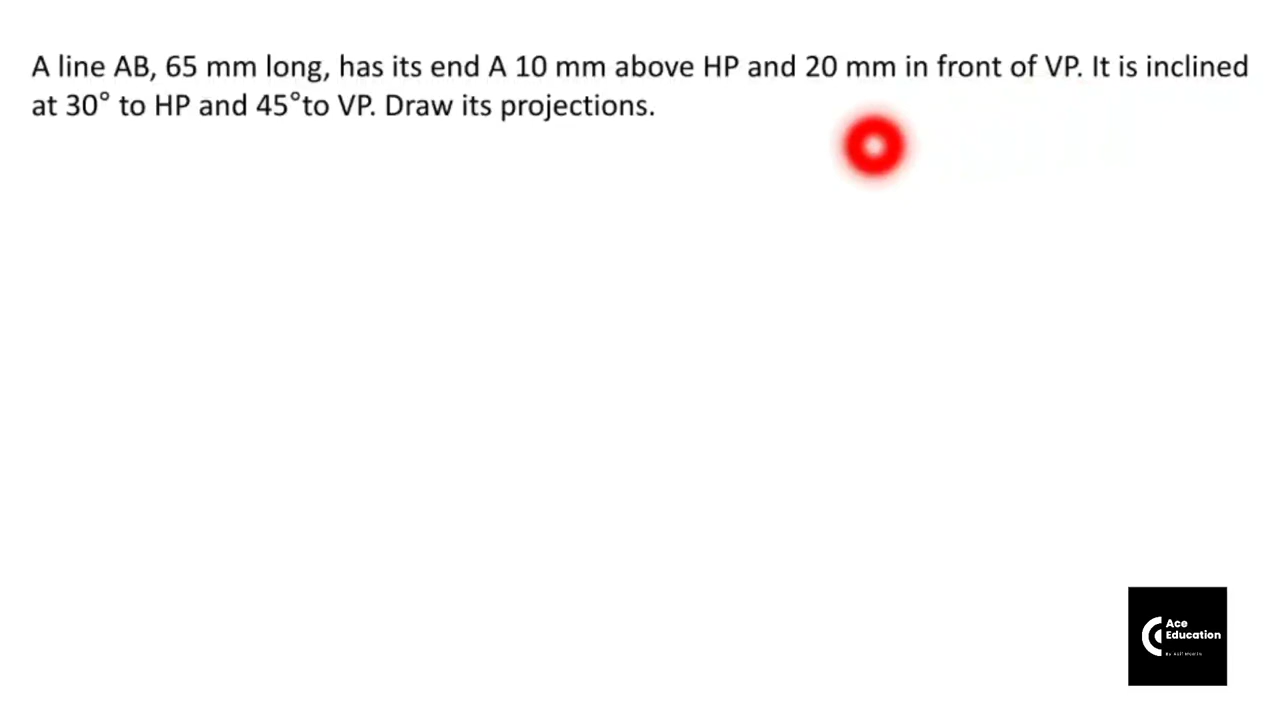 A line AB, 65 mm long, has its end A 10 mm above HP and 20 mm in front of VP. It is inclined
at 30° to HP and 45°to VP. Draw its projections.
Ace
Education